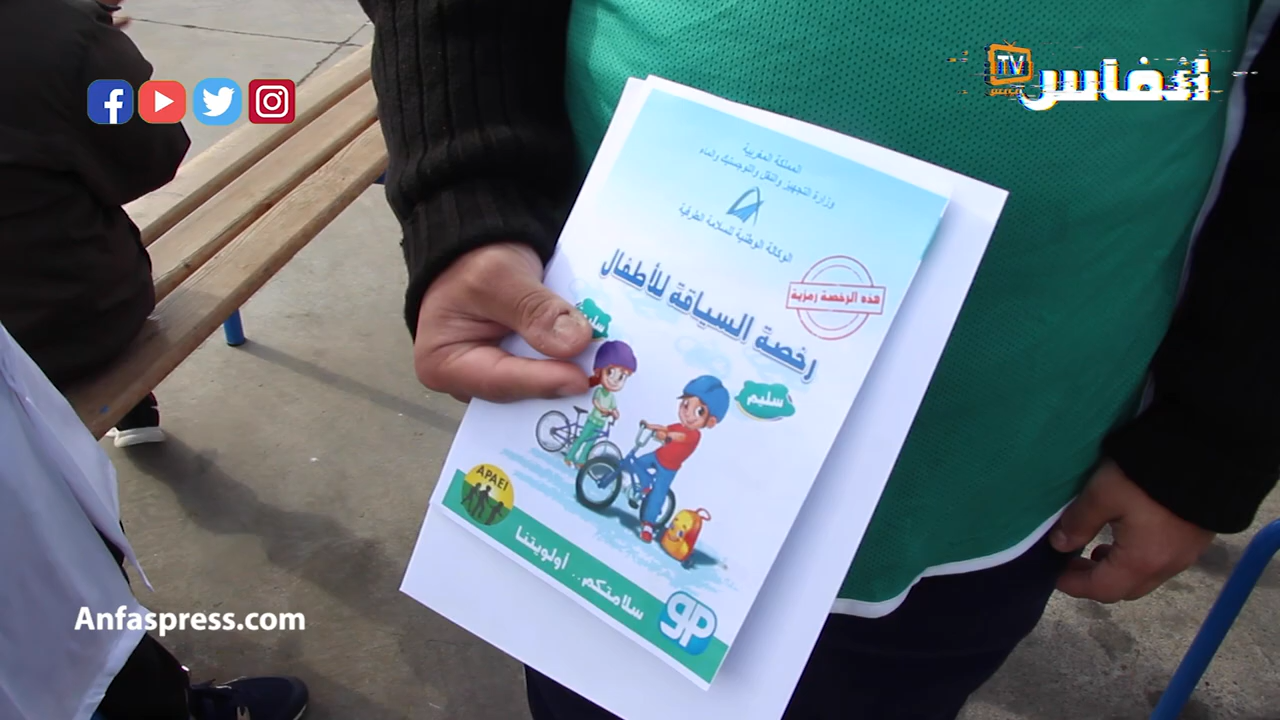 TV
أنفاس
المملكة المغربية
وزارة التجهيز والنقل واللوجستيك والماء
الوكالة الوطنية للسلامة الطرقية
هذه الرخصة رمزية
رخصة السياقة للأطفال
سليم
APAEI
سلامتكم.. أولويتنا
gp
Anfaspress.com